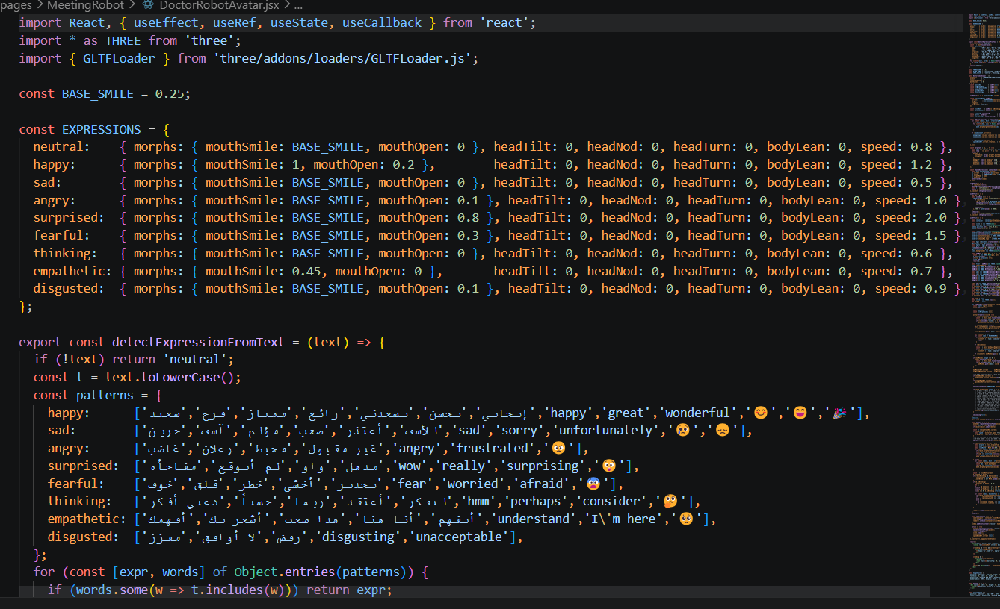 pages > MeetingRobot > DoctorRobotAvatar.jsx > ...
import React, { useEffect, useRef, useState, useCallback } from 'react';
import * as THREE from 'three';
import { GLTFLoader } from 'three/addons/loaders/GLTFLoader.js';
const BASE_SMILE = 0.25;
const EXPRESSIONS = {
neutral: { morphs: { mouthSmile: BASE_SMILE, mouthOpen: 0 }, headTilt: 0, headNod: 0, headTurn: 0, bodyLean: 0, speed: 0.8 },
happy: { morphs: { mouthSmile: 1, mouthOpen: 0.2 }, headTilt: 0, headNod: 0, headTurn: 0, bodyLean: 0, speed: 1.2 },
sad: { morphs: { mouthSmile: BASE_SMILE, mouthOpen: 0 }, headTilt: 0, headNod: 0, headTurn: 0, bodyLean: 0, speed: 0.5 },
angry: { morphs: { mouthSmile: BASE_SMILE, mouthOpen: 0.1 }, headTilt: 0, headNod: 0, headTurn: 0, bodyLean: 0, speed: 1.0 },
surprised: { morphs: { mouthSmile: BASE_SMILE, mouthOpen: 0.8 }, headTilt: 0, headNod: 0, headTurn: 0, bodyLean: 0, speed: 2.0 },
fearful: { morphs: { mouthSmile: BASE_SMILE, mouthOpen: 0.3 }, headTilt: 0, headNod: 0, headTurn: 0, bodyLean: 0, speed: 1.5 },
thinking: { morphs: { mouthSmile: BASE_SMILE, mouthOpen: 0 }, headTilt: 0, headNod: 0, headTurn: 0, bodyLean: 0, speed: 0.6 },
empathetic: { morphs: { mouthSmile: 0.45, mouthOpen: 0 }, headTilt: 0, headNod: 0, headTurn: 0, bodyLean: 0, speed: 0.7 },
disgusted: { morphs: { mouthSmile: BASE_SMILE, mouthOpen: 0.1 }, headTilt: 0, headNod: 0, headTurn: 0, bodyLean: 0, speed: 0.9 },
};
export const detectExpressionFromText = (text) => {
if (!text) return 'neutral';
const t = text.toLowerCase();
const patterns = {
happy: ['سعيد','فرح','ممتاز','رائع','يسعدني','تحسن','إيجابي','happy','great','wonderful','😊','😄','🎉'],
sad: ['حزين','آسف','مؤلم','صعب','أعتذر','للأسف','sad','sorry','unfortunately','😢','😔'],
angry: ['غاضب','زعلان','محبط','غير مقبول','angry','frustrated','😠'],
surprised: ['مفاجأة','لم أتوقع','واو','مذهل','wow','really','surprising','😲'],
fearful: ['خوف','قلق','خطر','أخشى','تحذير','fear','worried','afraid','😨'],
thinking: ['دعني أفكر','حسناً','ربما','أعتقد','لنفكر','hmm','perhaps','consider','🤔'],
empathetic: ['أفهمك','أشعر بك','هذا صعب','أنا هنا','أتفهم','understand','I\'m here','🥺'],
disgusted: ['مقزز','لا أوافق','رفض','disgusting','unacceptable'],
};
for (const [expr, words] of Object.entries(patterns)) {
if (words.some(w => t.includes(w))) return expr;